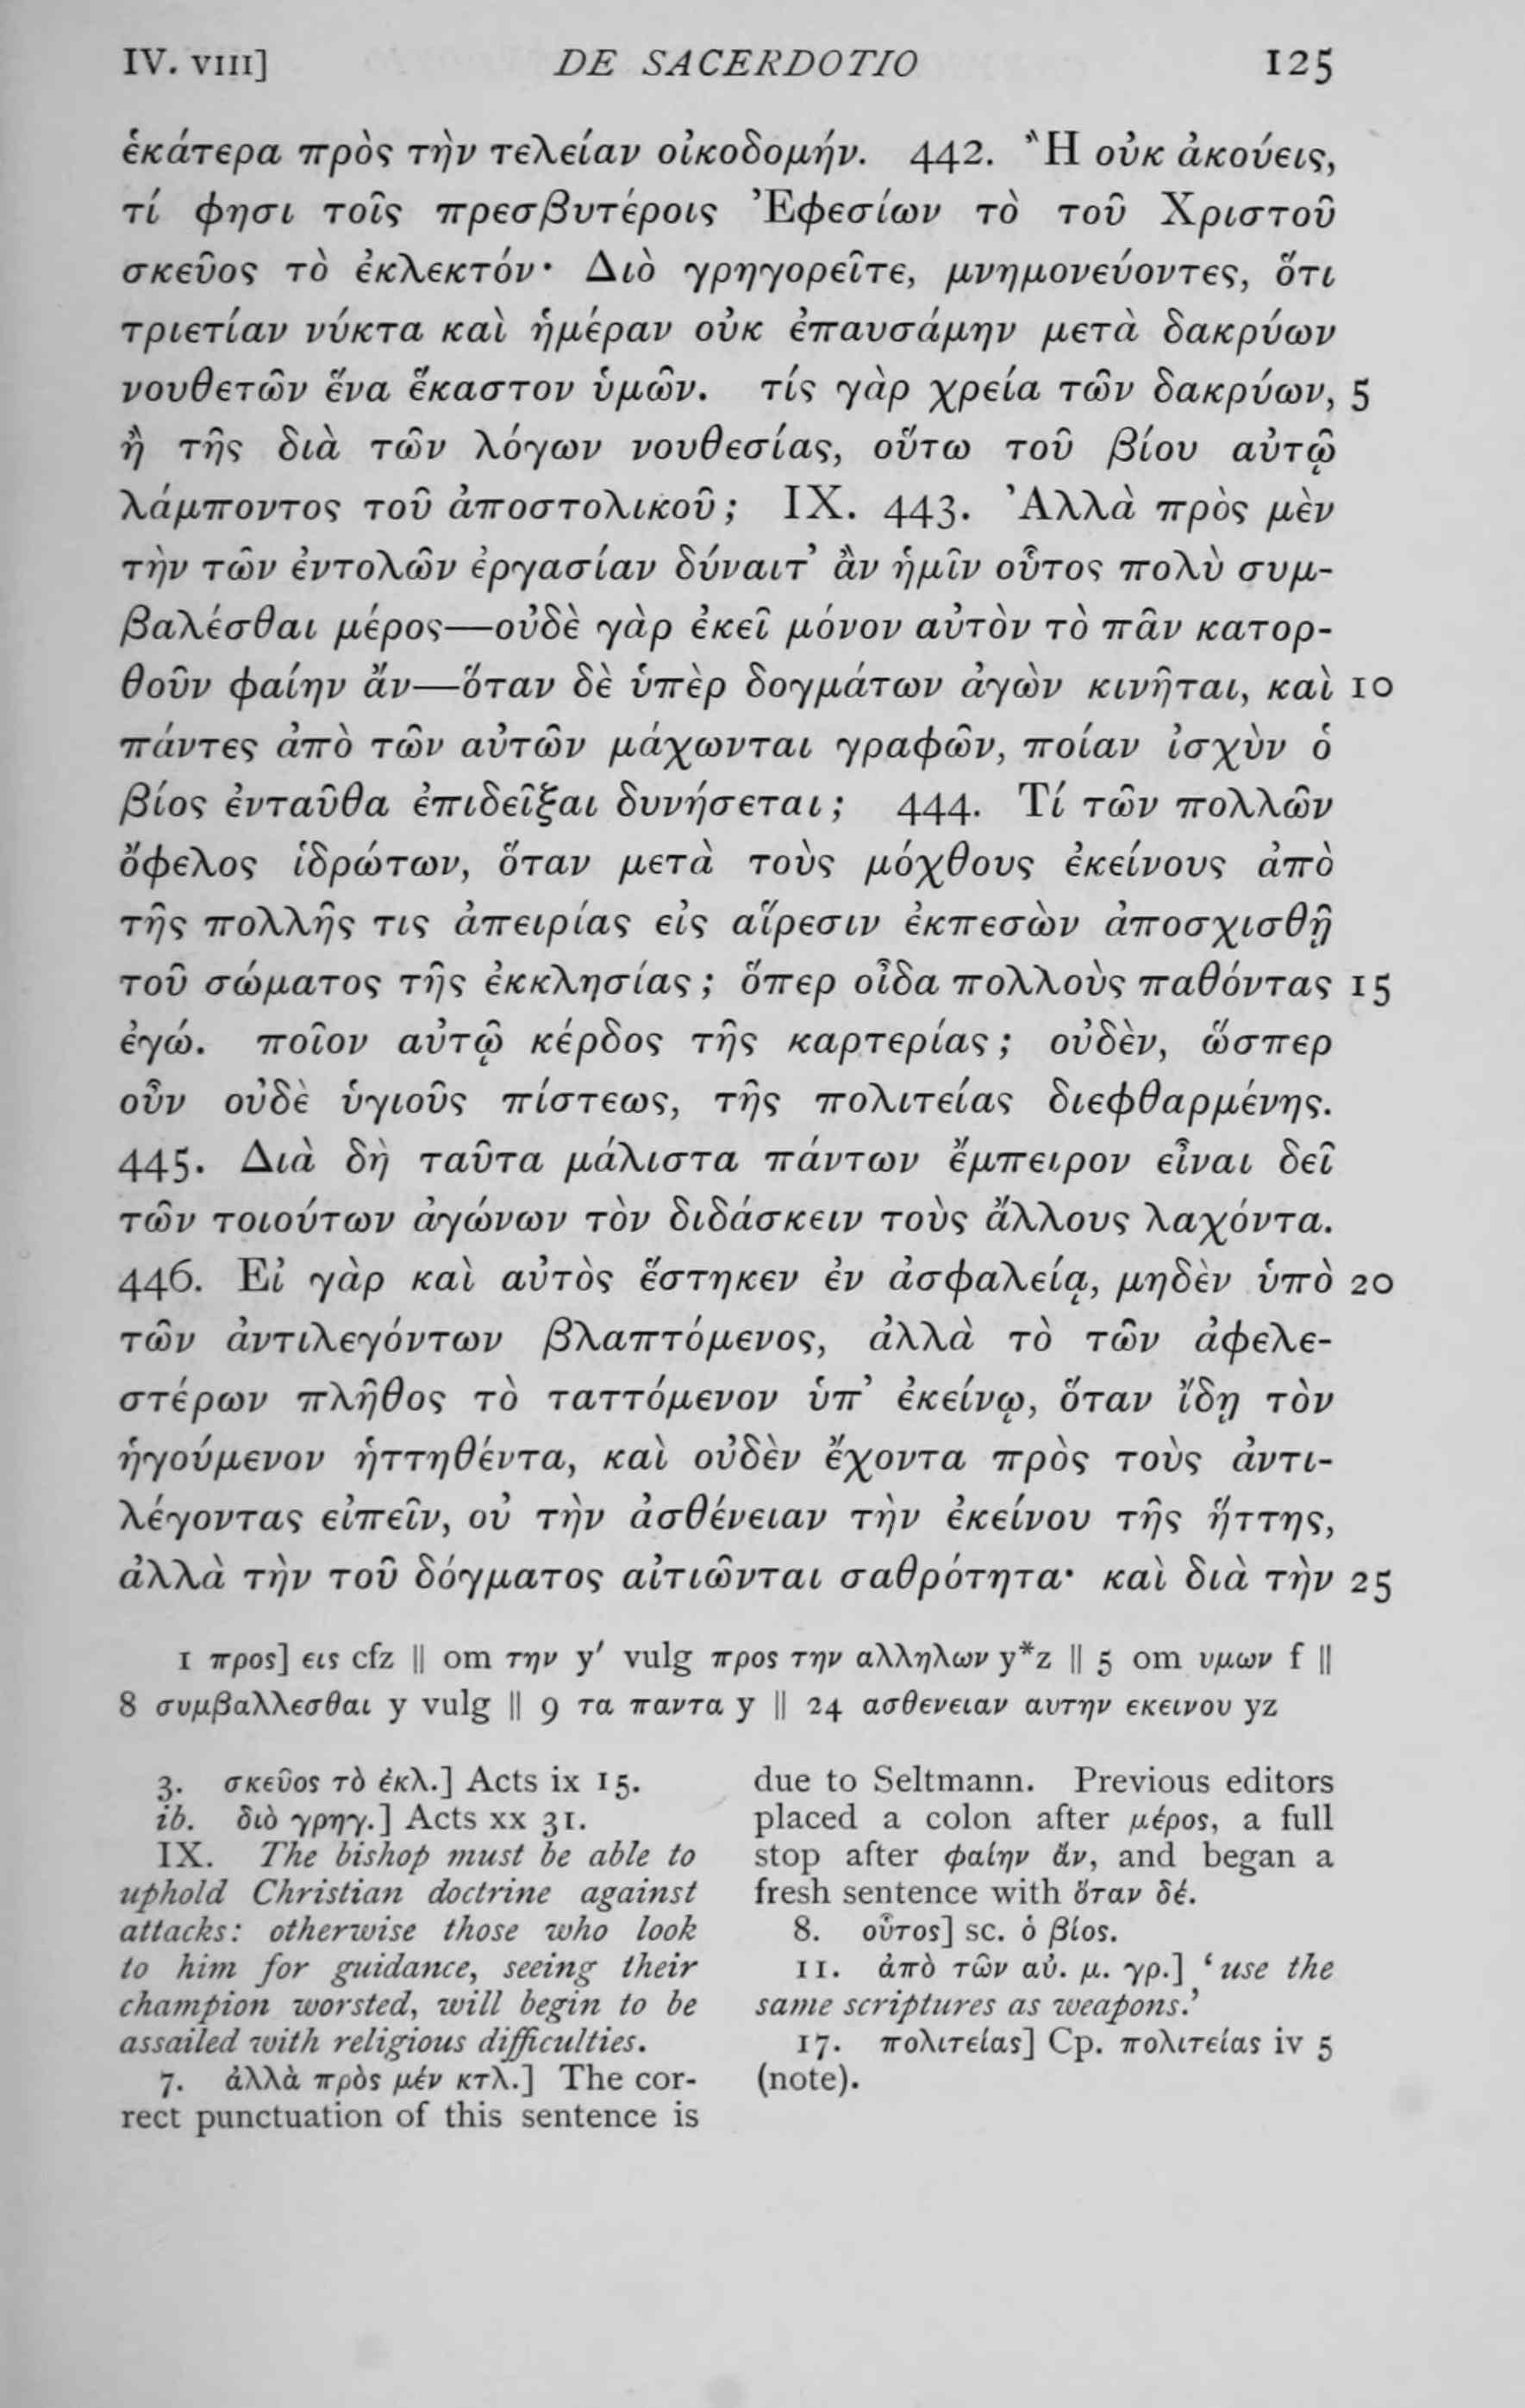 IV. VIII] DE SACERDOTIO 125
ἑκάτερα πρὸς τὴν τελείαν οἰκοδομήν. 442. Ἢ οὐκ ἀκούεις,
τί φησι τοῖς πρεσβυτέροις Ἐφεσίων τὸ τοῦ Χριστοῦ
σκεῦος τὸ ἐκλεκτόν· Διὸ γρηγορεῖτε, μνημονεύοντες, ὅτι
τριετίαν νύκτα καὶ ἡμέραν οὐκ ἐπαυσάμην μετὰ δακρύων
νουθετῶν ἕνα ἕκαστον ὑμῶν. τίς γὰρ χρεία τῶν δακρύων, 5
ἢ τῆς διὰ τῶν λόγων νουθεσίας, οὕτω τοῦ βίου αὐτῷ
λάμποντος τοῦ ἀποστολικοῦ; IX. 443. Ἀλλὰ πρὸς μὲν
τὴν τῶν ἐντολῶν ἐργασίαν δύναιτ’ ἂν ἡμῖν οὗτος πολὺ συμ-
βαλέσθαι μέρος—οὐδὲ γὰρ ἐκεῖ μόνον αὐτὸν τὸ πᾶν κατορ-
θοῦν φαίην ἄν—ὅταν δὲ ὑπὲρ δογμάτων ἀγὼν κινῆται, καὶ 10
πάντες ἀπὸ τῶν αὐτῶν μάχωνται γραφῶν, ποίαν ἰσχὺν ὁ
βίος ἐνταῦθα ἐπιδεῖξαι δυνήσεται; 444. Τί τῶν πολλῶν
ὄφελος ἱδρώτων, ὅταν μετὰ τοὺς μόχθους ἐκείνους ἀπὸ
τῆς πολλῆς τις ἀπειρίας εἰς αἵρεσιν ἐκπεσὼν ἀποσχισθῇ
τοῦ σώματος τῆς ἐκκλησίας; ὅπερ οἶδα πολλοὺς παθόντας 15
ἐγώ. ποῖον αὐτῷ κέρδος τῆς καρτερίας; οὐδὲν, ὥσπερ
οὖν οὐδὲ ὑγιοῦς πίστεως, τῆς πολιτείας διεφθαρμένης.
445. Διὰ δὴ ταῦτα μάλιστα πάντων ἔμπειρον εἶναι δεῖ
τῶν τοιούτων ἀγώνων τὸν διδάσκειν τοὺς ἄλλους λαχόντα.
446. Εἰ γὰρ καὶ αὐτὸς ἕστηκεν ἐν ἀσφαλείᾳ, μηδὲν ὑπὸ 20
τῶν ἀντιλεγόντων βλαπτόμενος, ἀλλὰ τὸ τῶν ἀφελε-
στέρων πλῆθος τὸ ταττόμενον ὑπ’ ἐκείνῳ, ὅταν ἴδῃ τὸν
ἡγούμενον ἡττηθέντα, καὶ οὐδὲν ἔχοντα πρὸς τοὺς ἀντι-
λέγοντας εἰπεῖν, οὐ τὴν ἀσθένειαν τὴν ἐκείνου τῆς ἥττης,
ἀλλὰ τὴν τοῦ δόγματος αἰτιῶνται σαθρότητα· καὶ διὰ τὴν 25
1 προς] εις cfz || om την y′ vulg προς την αλληλων y*z || 5 om υμων f ||
8 συμβαλλεσθαι y vulg || 9 τα παντα y || 24 ασθενειαν αυτην εκεινου yz
3. σκεῦος τὸ ἐκλ.] Acts ix 15.
ib. διὸ γρηγ.] Acts xx 31.
IX. The bishop must be able to
uphold Christian doctrine against
attacks: otherwise those who look
to him for guidance, seeing their
champion worsted, will begin to be
assailed with religious difficulties.
7. ἀλλὰ πρὸς μέν κτλ.] The cor-
rect punctuation of this sentence is
due to Seltmann. Previous editors
placed a colon after μέρος, a full
stop after φαίην ἄν, and began a
fresh sentence with ὅταν δέ.
8. οὗτος] sc. ὁ βίος.
11. ἀπὸ τῶν αὐ. μ. γρ.] ‘use the
same scriptures as weapons.’
17. πολιτείας] Cp. πολιτείας iv 5
(note).